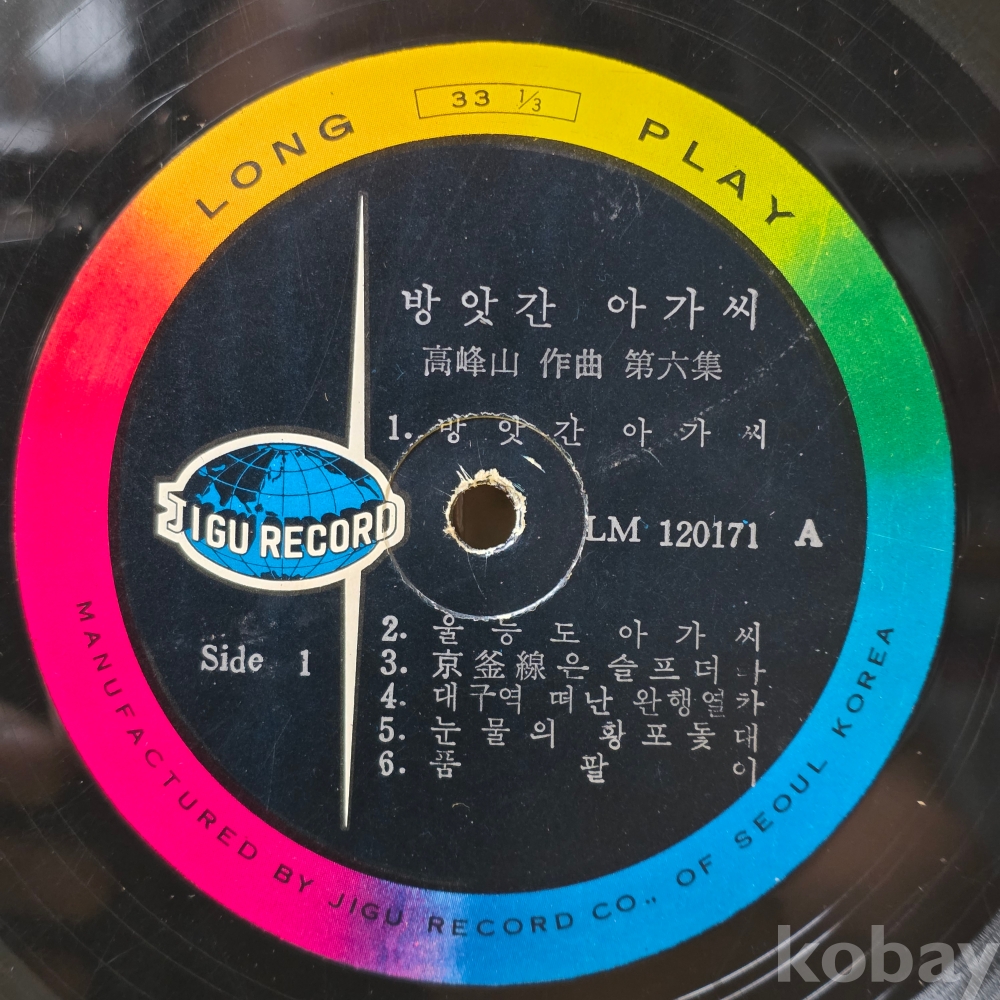 LONG 33 ⅓ PLAY
방앗간 아가씨
高峰山 作曲 第六集
1. 방앗간 아가씨
JIGU RECORD
LM 120171 A
Side 1
2. 울릉도 아가씨
3. 京釜線은 슬프더라
4. 대구역 떠난 완행열차
5. 눈물의 황포돛대
6. 품팔이
MANUFACTURED BY JIGU RECORD CO., OF SEOUL KOREA
kobay